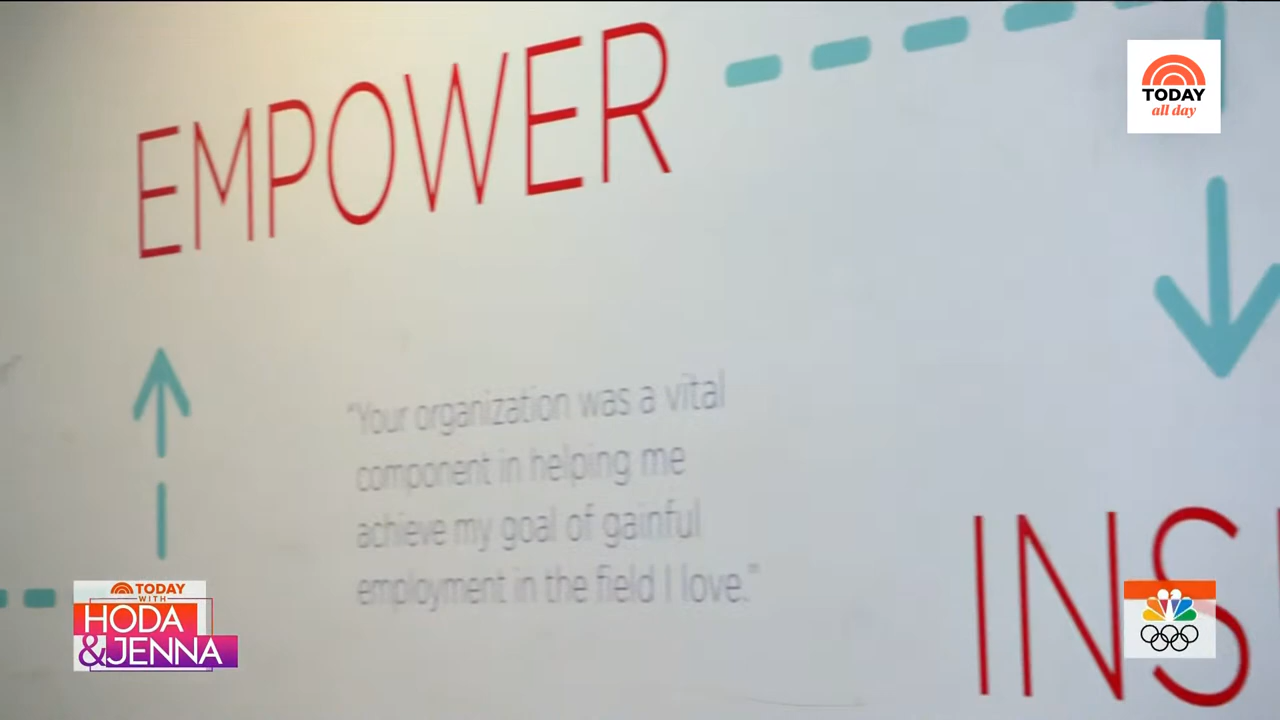 EMPOWER
TODAY
all day
"Your organization was a vital
component in helping me
achieve my goal of gainful
employment in the field I love."
INS
TODAY
WITH
HODA
&JENNA